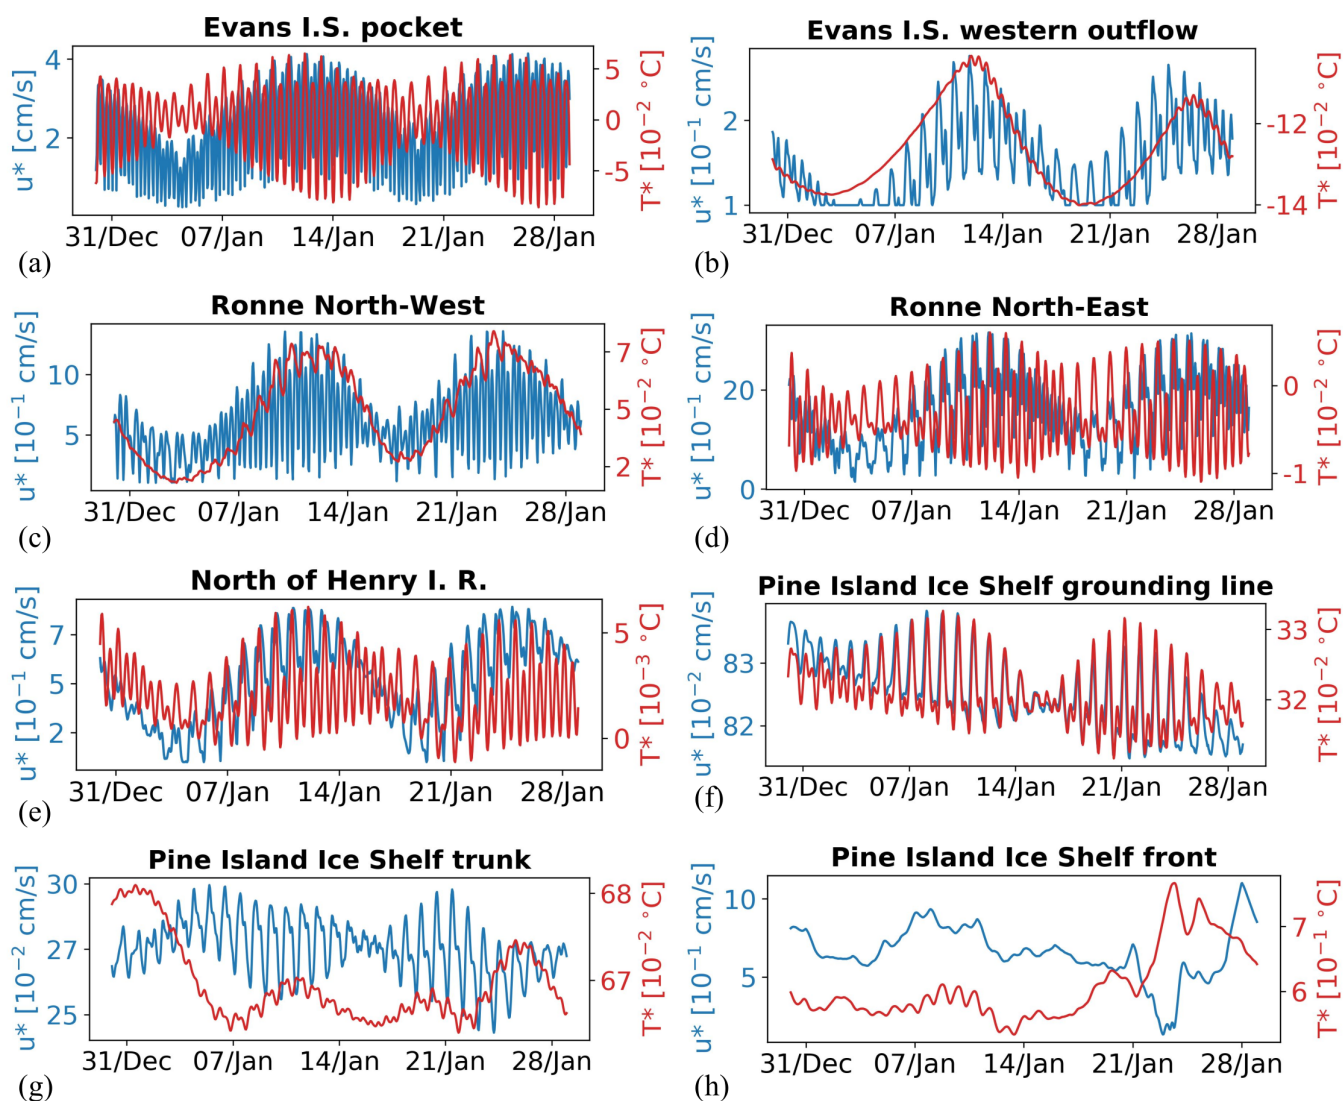 Evans I.S. pocket
u* [cm/s]
4
2
T* [10⁻² °C]
5
0
-5
31/Dec 07/Jan 14/Jan 21/Jan 28/Jan
(a)
Evans I.S. western outflow
u* [10⁻¹ cm/s]
2
1
T* [10⁻² °C]
-12
-14
31/Dec 07/Jan 14/Jan 21/Jan 28/Jan
(b)
Ronne North-West
u* [10⁻¹ cm/s]
10
5
T* [10⁻² °C]
7
5
2
31/Dec 07/Jan 14/Jan 21/Jan 28/Jan
(c)
Ronne North-East
u* [10⁻¹ cm/s]
20
0
T* [10⁻² °C]
0
-1
31/Dec 07/Jan 14/Jan 21/Jan 28/Jan
(d)
North of Henry I. R.
u* [10⁻¹ cm/s]
7
5
2
T* [10⁻³ °C]
5
0
31/Dec 07/Jan 14/Jan 21/Jan 28/Jan
(e)
Pine Island Ice Shelf grounding line
u* [10⁻² cm/s]
83
82
T* [10⁻² °C]
33
32
31/Dec 07/Jan 14/Jan 21/Jan 28/Jan
(f)
Pine Island Ice Shelf trunk
u* [10⁻² cm/s]
30
27
25
T* [10⁻² °C]
68
67
31/Dec 07/Jan 14/Jan 21/Jan 28/Jan
(g)
Pine Island Ice Shelf front
u* [10⁻¹ cm/s]
10
5
T* [10⁻¹ °C]
7
6
31/Dec 07/Jan 14/Jan 21/Jan 28/Jan
(h)